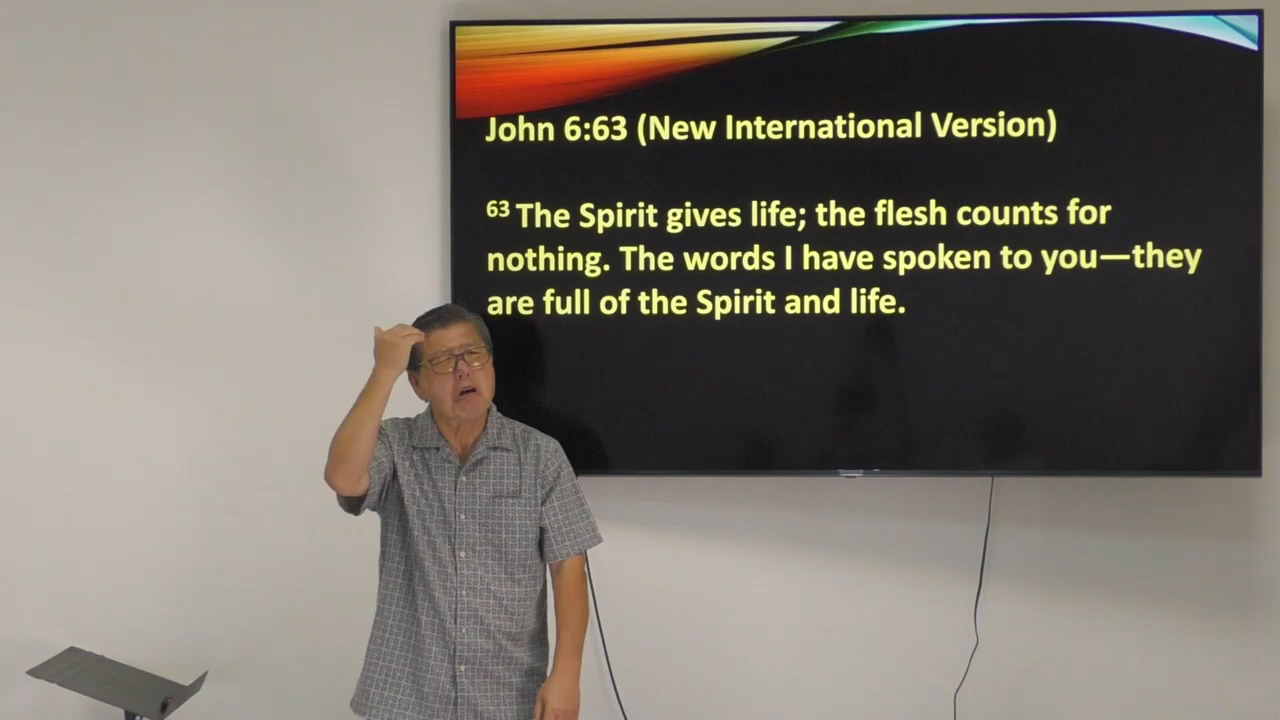 John 6:63 (New International Version)
63 The Spirit gives life; the flesh counts for
nothing. The words I have spoken to you—they
are full of the Spirit and life.